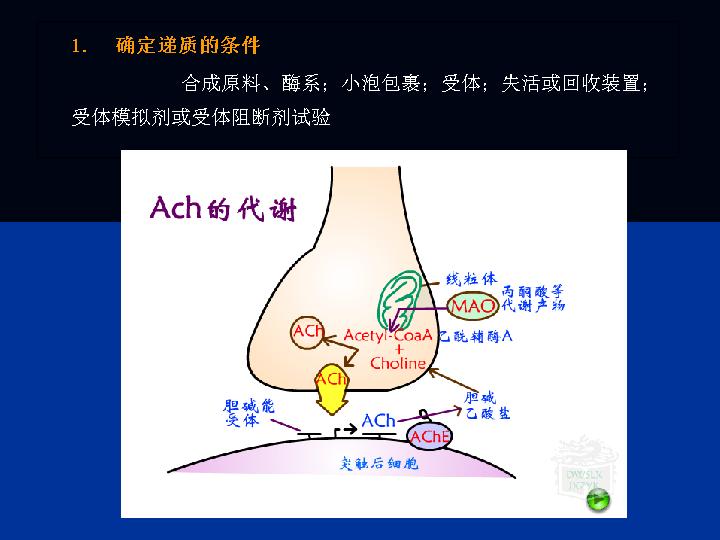 1. 确定递质的条件
合成原料、酶系；小泡包裹；受体；失活或回收装置；
受体模拟剂或受体阻断剂试验
Ach的代谢
线粒体
丙酮酸等
代谢产物
MAO
ACh
Acetyl-CoaA
乙酰辅酶A
+
Choline
ACh
胆碱能
受体
ACh
胆碱
乙酸盐
AChE
突触后细胞